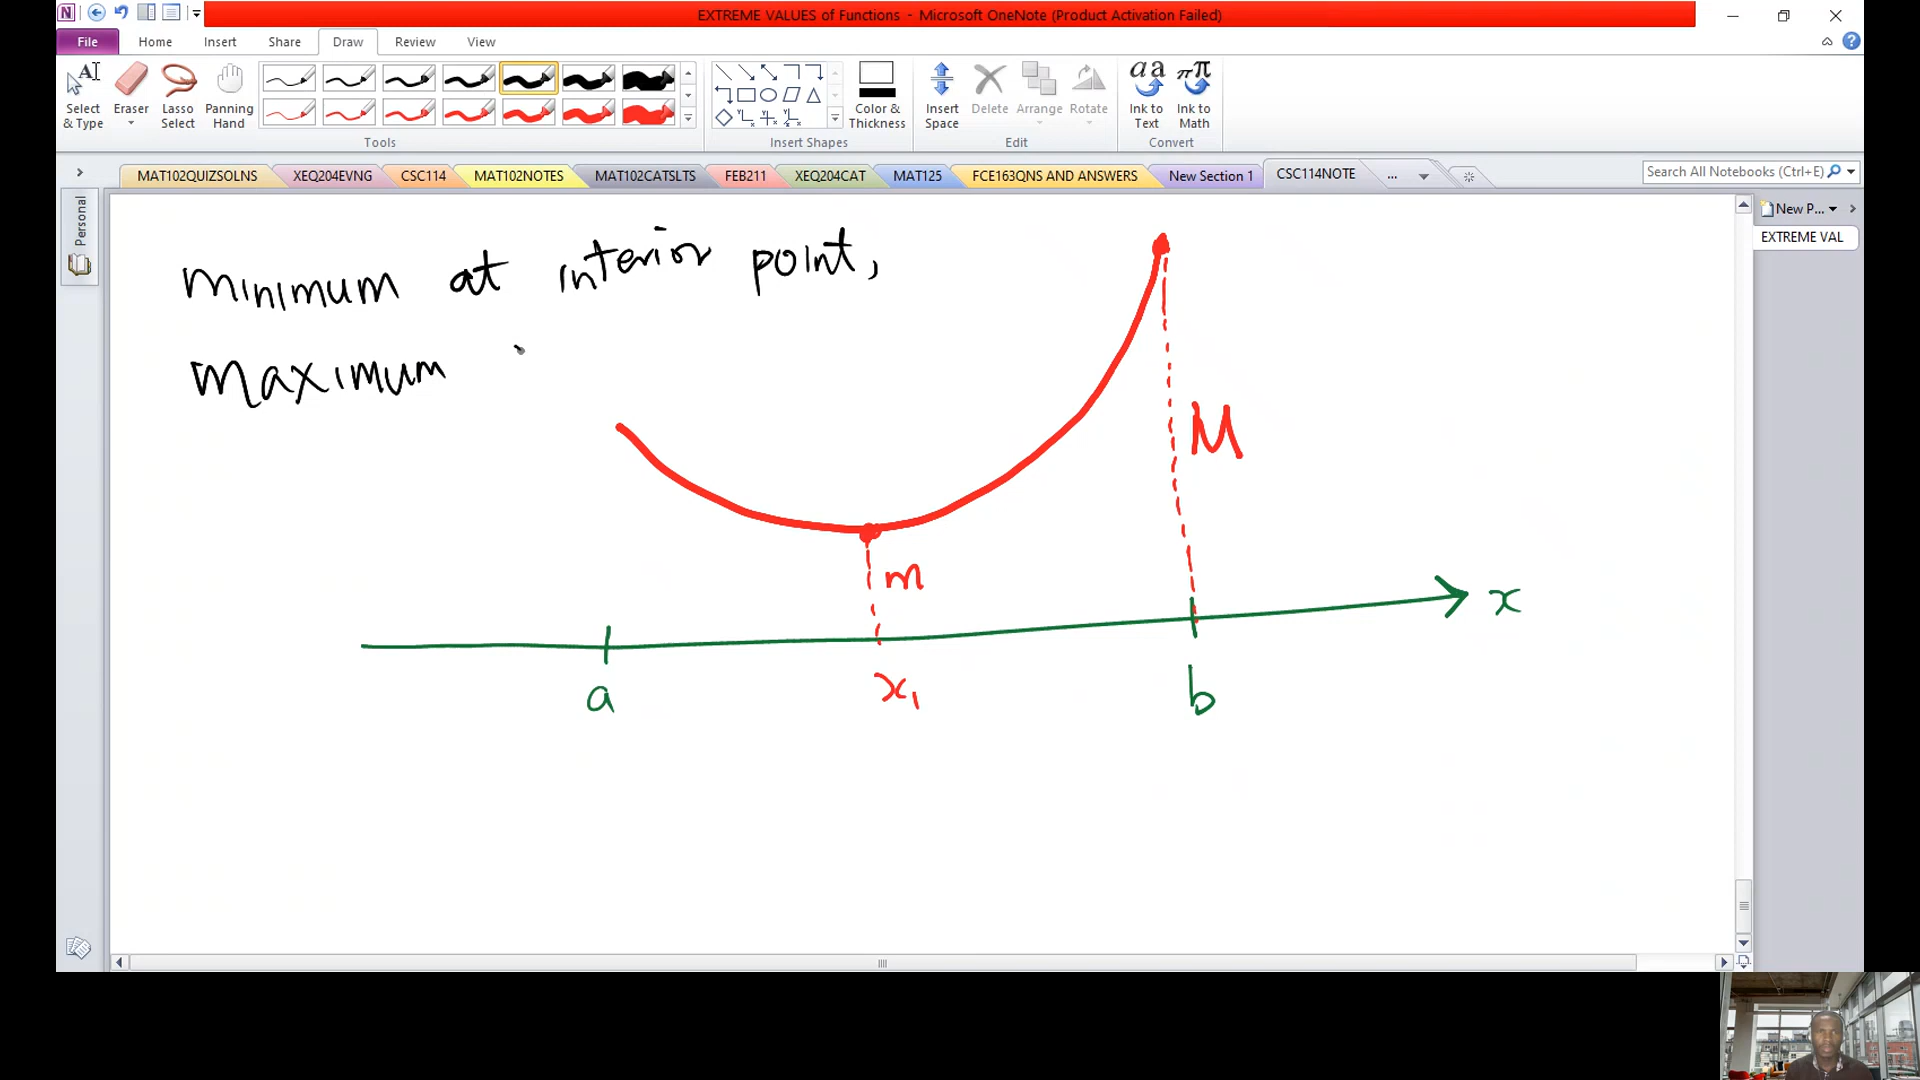 EXTREME VALUES of Functions - Microsoft OneNote (Product Activation Failed)
File Home Insert Share Draw Review View
Select & Type
Eraser
Lasso Select
Panning Hand
Color & Thickness
Insert Space
Delete
Arrange
Rotate
Ink to Text
Ink to Math
Tools
Insert Shapes
Edit
Convert
MAT102QUIZSOLNS XEQ204EVNG CSC114 MAT102NOTES MAT102CATSLTS FEB211 XEQ204CAT MAT125 FCE163QNS AND ANSWERS New Section 1 CSC114NOTE ...
Search All Notebooks (Ctrl+E)
Personal
New P...
EXTREME VAL
minimum at interior point,
maximum
M
m
x
a
x₁
b